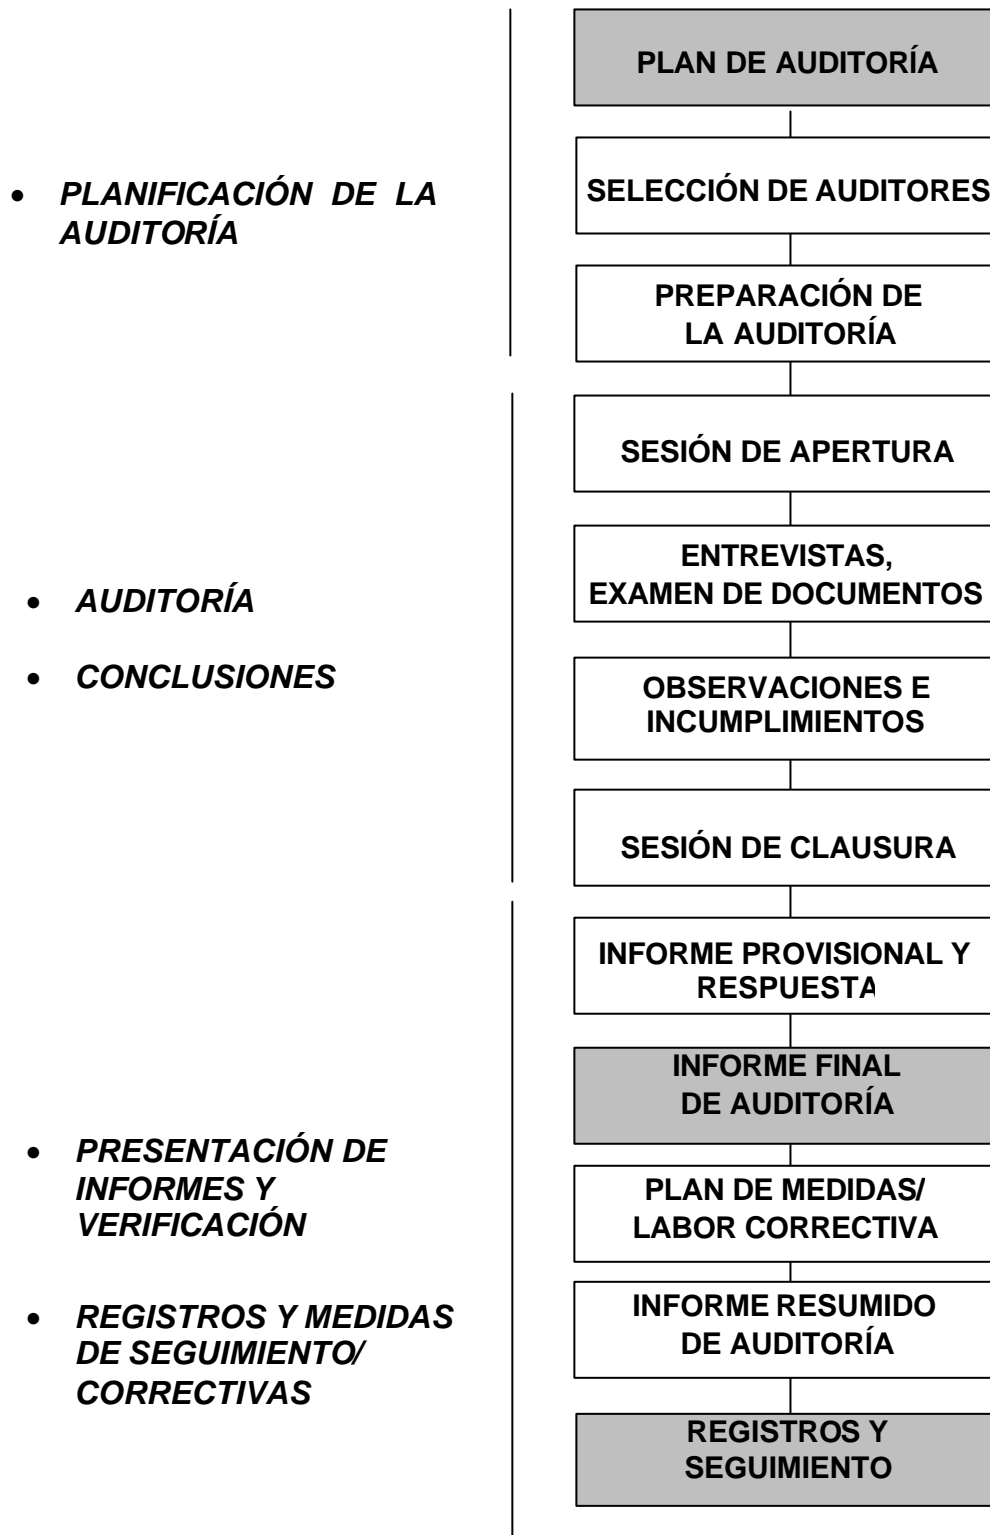 PLAN DE AUDITORÍA
• PLANIFICACIÓN DE LA
AUDITORÍA
SELECCIÓN DE AUDITORES
PREPARACIÓN DE
LA AUDITORÍA
SESIÓN DE APERTURA
• AUDITORÍA
• CONCLUSIONES
ENTREVISTAS,
EXAMEN DE DOCUMENTOS
OBSERVACIONES E
INCUMPLIMIENTOS
SESIÓN DE CLAUSURA
• PRESENTACIÓN DE
INFORMES Y
VERIFICACIÓN
• REGISTROS Y MEDIDAS
DE SEGUIMIENTO/
CORRECTIVAS
INFORME PROVISIONAL Y
RESPUESTA
INFORME FINAL
DE AUDITORÍA
PLAN DE MEDIDAS/
LABOR CORRECTIVA
INFORME RESUMIDO
DE AUDITORÍA
REGISTROS Y
SEGUIMIENTO